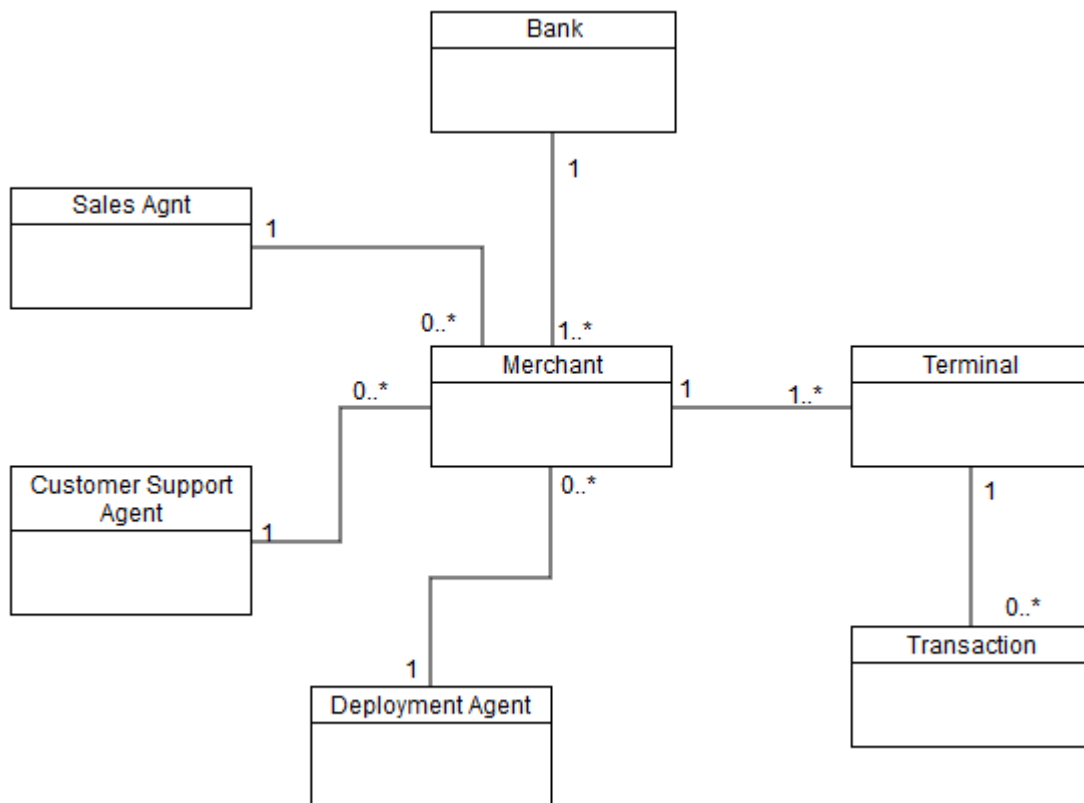 Bank
1
Sales Agnt
1
0..*
1..*
Merchant
Terminal
0..*
1
1..*
Customer Support
Agent
1
0..*
1
0..*
Transaction
1
Deployment Agent